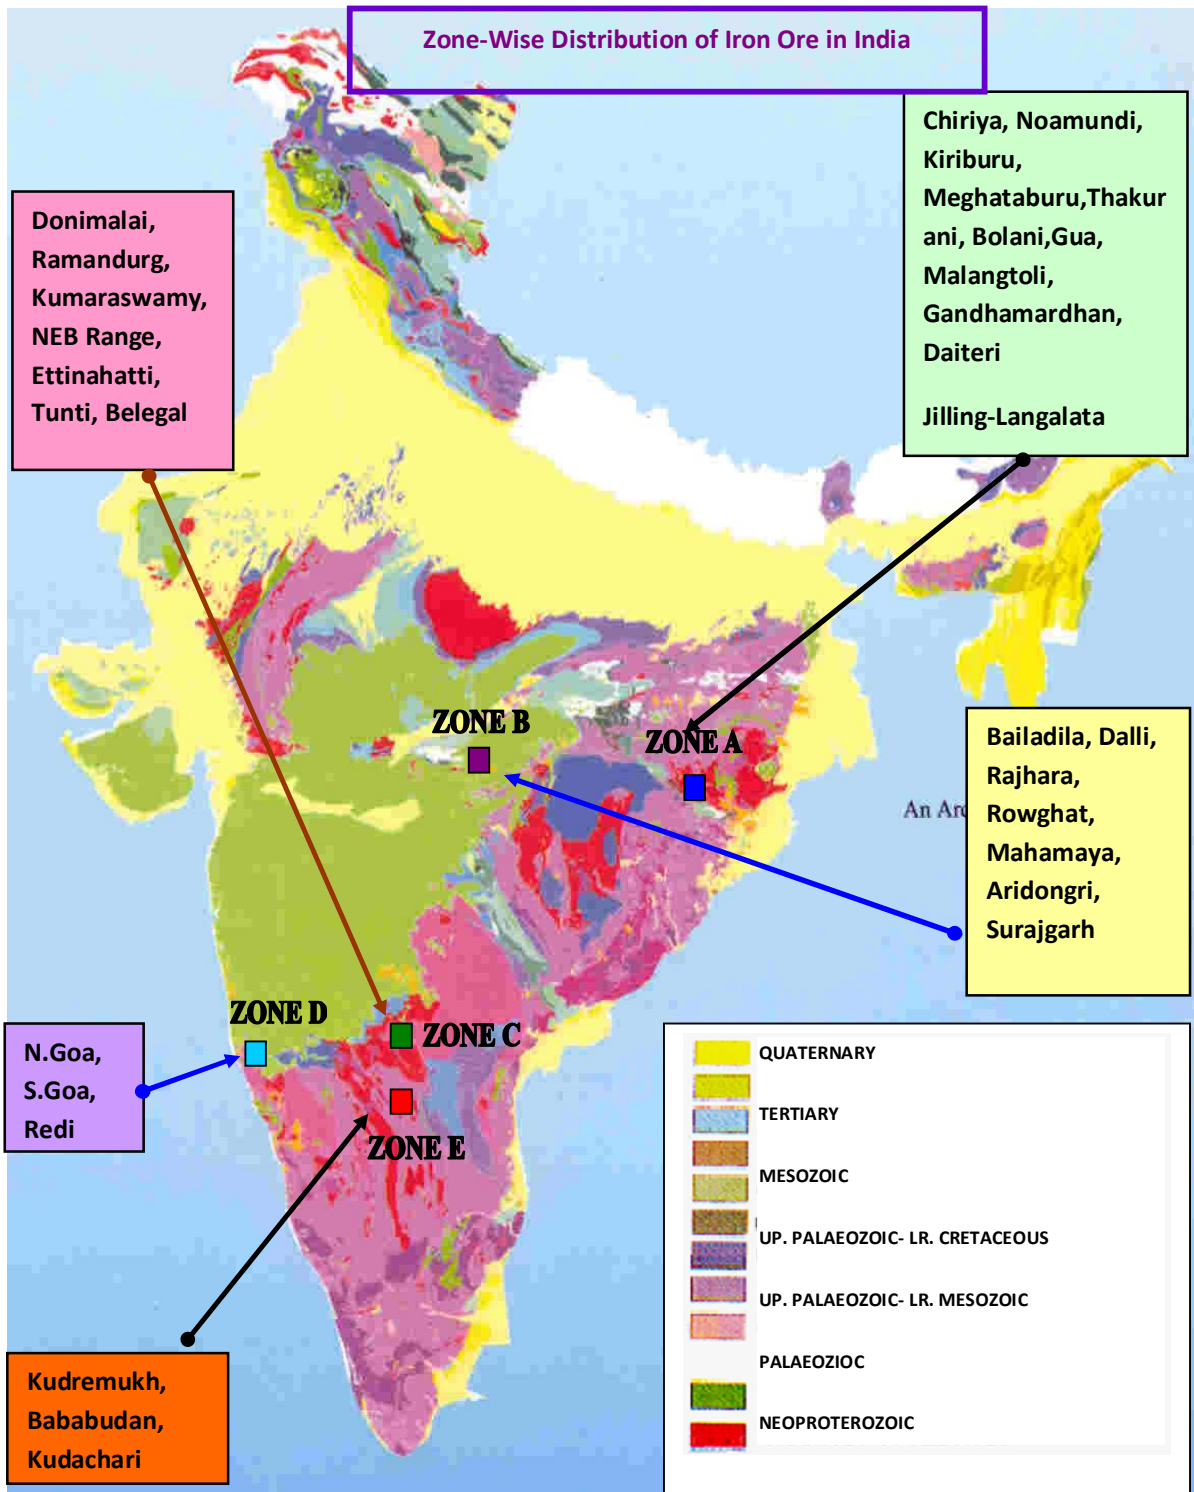 Zone-Wise Distribution of Iron Ore in India
Chiriya, Noamundi,
Kiriburu,
Meghataburu,Thakur
ani, Bolani,Gua,
Malangtoli,
Gandhamardhan,
Daiteri
Jilling-Langalata
Donimalai,
Ramandurg,
Kumaraswamy,
NEB Range,
Ettinahatti,
Tunti, Belegal
ZONE B
ZONE A
Bailadila, Dalli,
Rajhara,
Rowghat,
Mahamaya,
Aridongri,
Surajgarh
An Arc
ZONE D
ZONE C
N.Goa,
S.Goa,
Redi
ZONE E
Kudremukh,
Bababudan,
Kudachari
QUATERNARY
TERTIARY
MESOZOIC
UP. PALAEOZOIC- LR. CRETACEOUS
UP. PALAEOZOIC- LR. MESOZOIC
PALAEOZIOC
NEOPROTEROZOIC